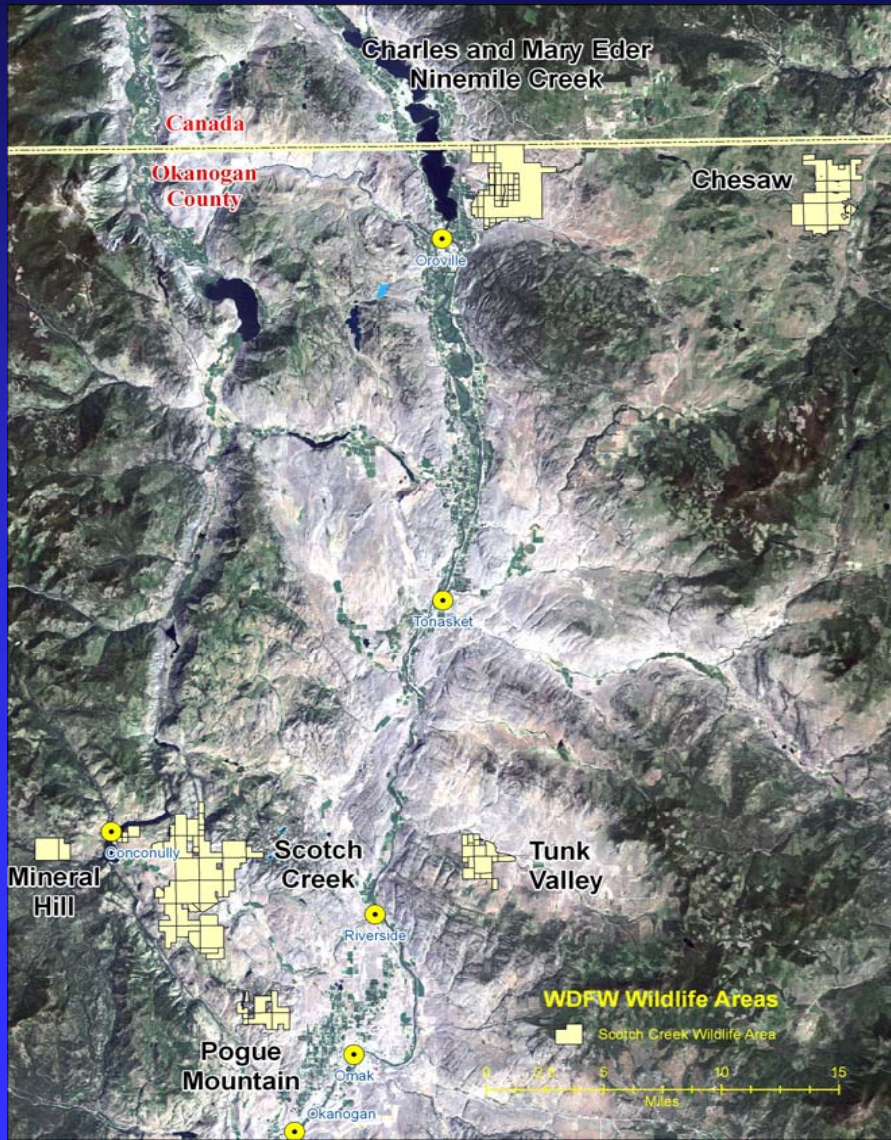 Charles and Mary Eder
Ninemile Creek
Canada
Okanogan
County
Chesaw
Oroville
Tonasket
Conconully
Mineral
Hill
Scotch
Creek
Tunk
Valley
Riverside
WDFW Wildlife Areas
Scotch Creek Wildlife Area
Pogue
Mountain
Omak
Okanogan
0 2.5 5 10 15
Miles